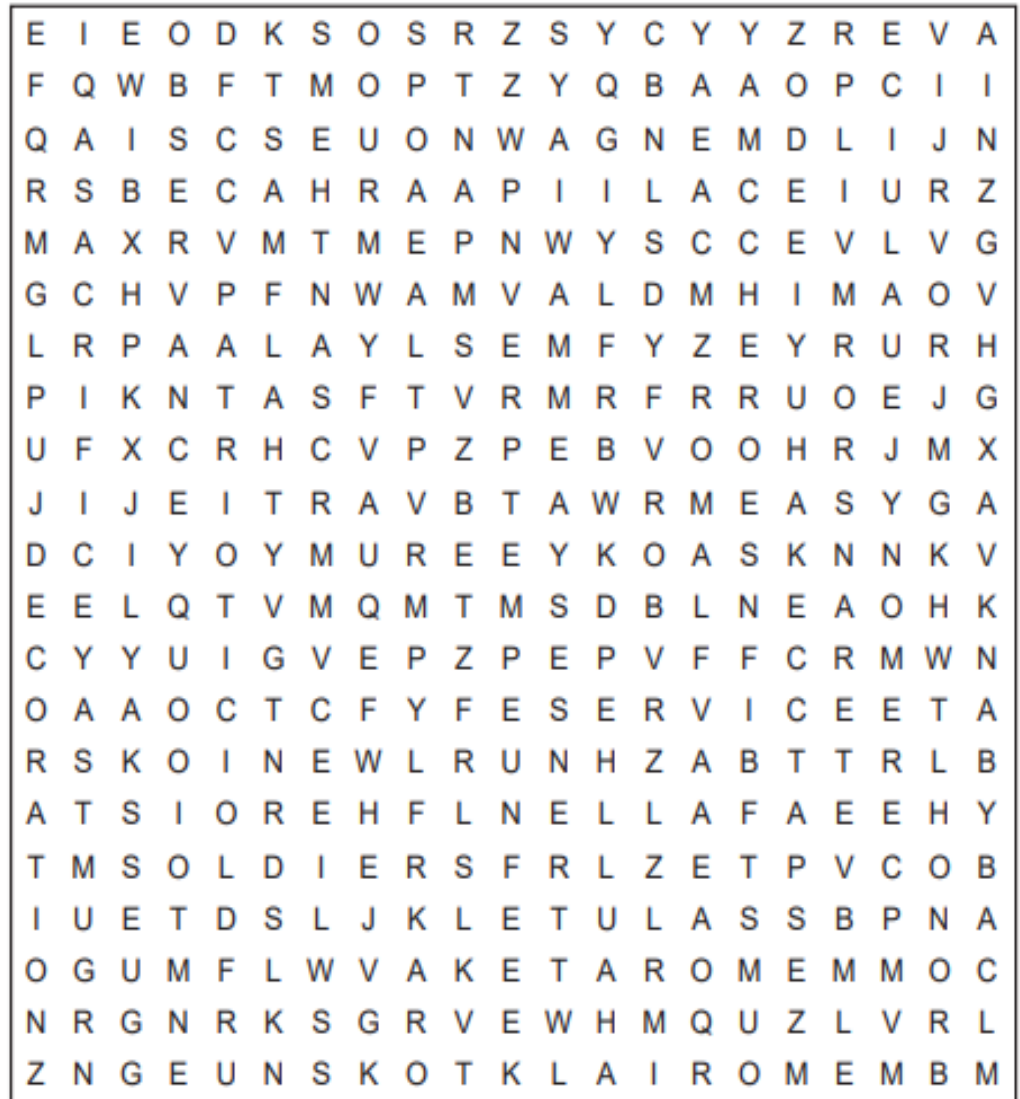 E I E O D K S O S R Z S Y C Y Y Z R E V A
F Q W B F T M O P T Z Y Q B A A O P C I I
Q A I S C S E U O N W A G N E M D L I J N
R S B E C A H R A A P I I L A C E I U R Z
M A X R V M T M E P N W Y S C C E V L V G
G C H V P F N W A M V A L D M H I M A O V
L R P A A L A Y L S E M F Y Z E Y R U R H
P I K N T A S F T V R M R F R R U O E J G
U F X C R H C V P Z P E B V O O H R J M X
J I J E I T R A V B T A W R M E A S Y G A
D C I Y O Y M U R E E Y K O A S K N N K V
E E L Q T V M Q M T M S D B L N E A O H K
C Y Y U I G V E P Z P E P V F F C R M W N
O A A O C T C F Y F E S E R V I C E E T A
R S K O I N E W L R U N H Z A B T T R L B
A T S I O R E H F L N E L L A F A E E H Y
T M S O L D I E R S F R L Z E T P V C O B
I U E T D S L J K L E T U L A S S B P N A
O G U M F L W V A K E T A R O M E M M O C
N R G N R K S G R V E W H M Q U Z L V R L
Z N G E U N S K O T K L A I R O M E M B M